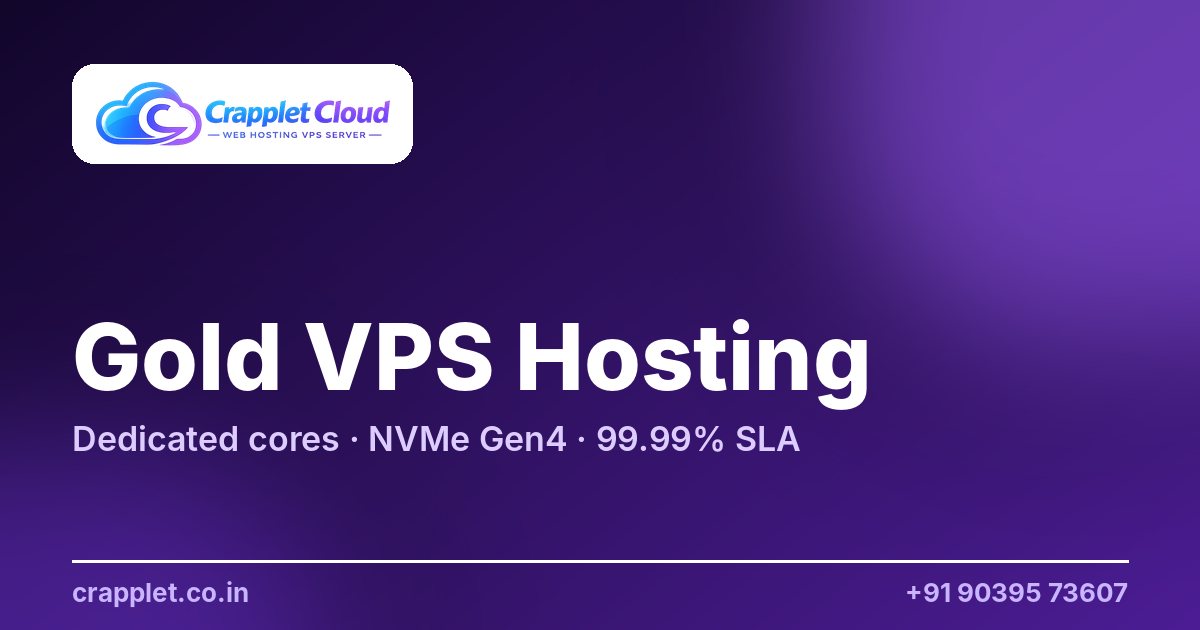 Crapplet Cloud
WEB HOSTING VPS SERVER
Gold VPS Hosting
Dedicated cores · NVMe Gen4 · 99.99% SLA
crapplet.co.in
+91 90395 73607